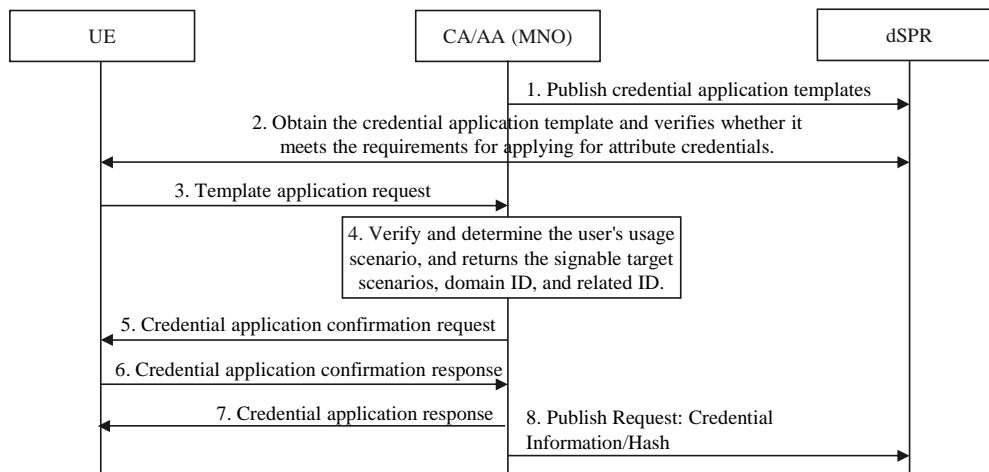 UE
CA/AA (MNO)
dSPR
1. Publish credential application templates
2. Obtain the credential application template and verifies whether it
meets the requirements for applying for attribute credentials.
3. Template application request
4. Verify and determine the user's usage
scenario, and returns the signable target
scenarios, domain ID, and related ID.
5. Credential application confirmation request
6. Credential application confirmation response
7. Credential application response
8. Publish Request: Credential
Information/Hash